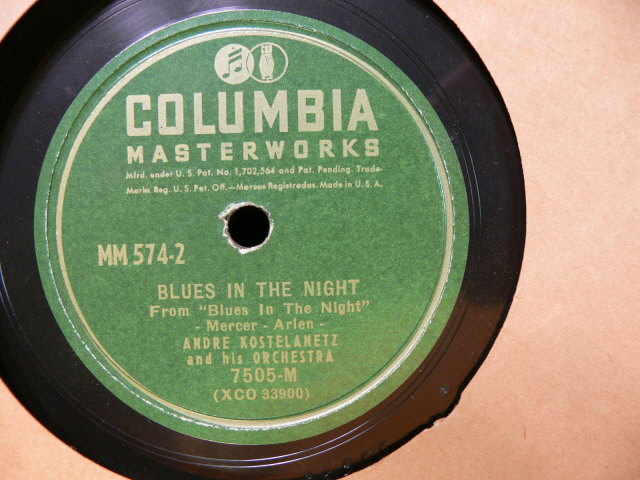 COLUMBIA
MASTERWORKS
Mfrd. under U. S. Pat. No. 1,702,564 and Pat. Pending. Trade-
Marks Reg. U. S. Pat. Off.—Marcas Registradas. Made in U. S. A.
MM 574-2
BLUES IN THE NIGHT
From "Blues In The Night"
- Mercer - Arlen -
ANDRE KOSTELANETZ
and his ORCHESTRA
7505-M
(XCO 33900)